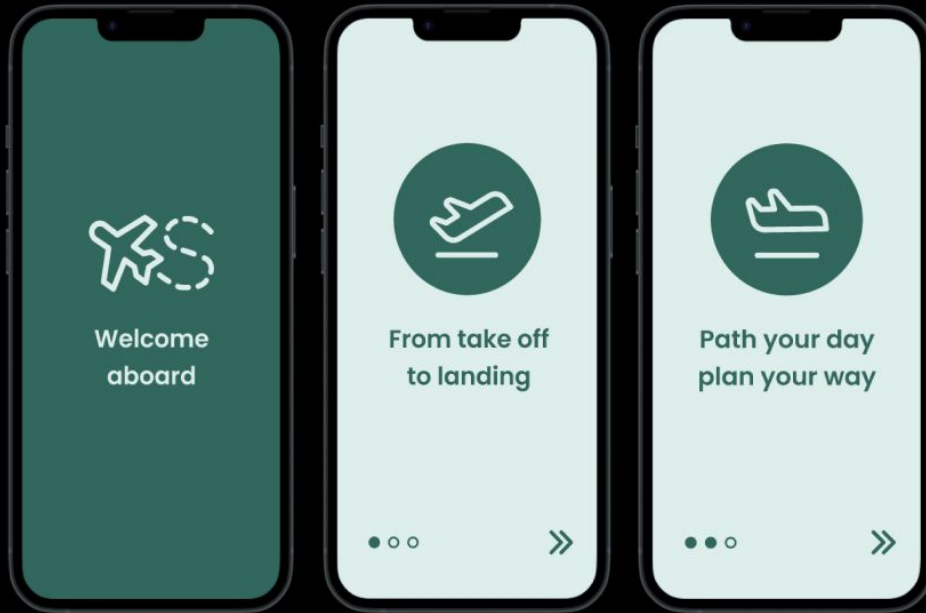 Welcome
aboard
From take off
to landing
Path your day
plan your way